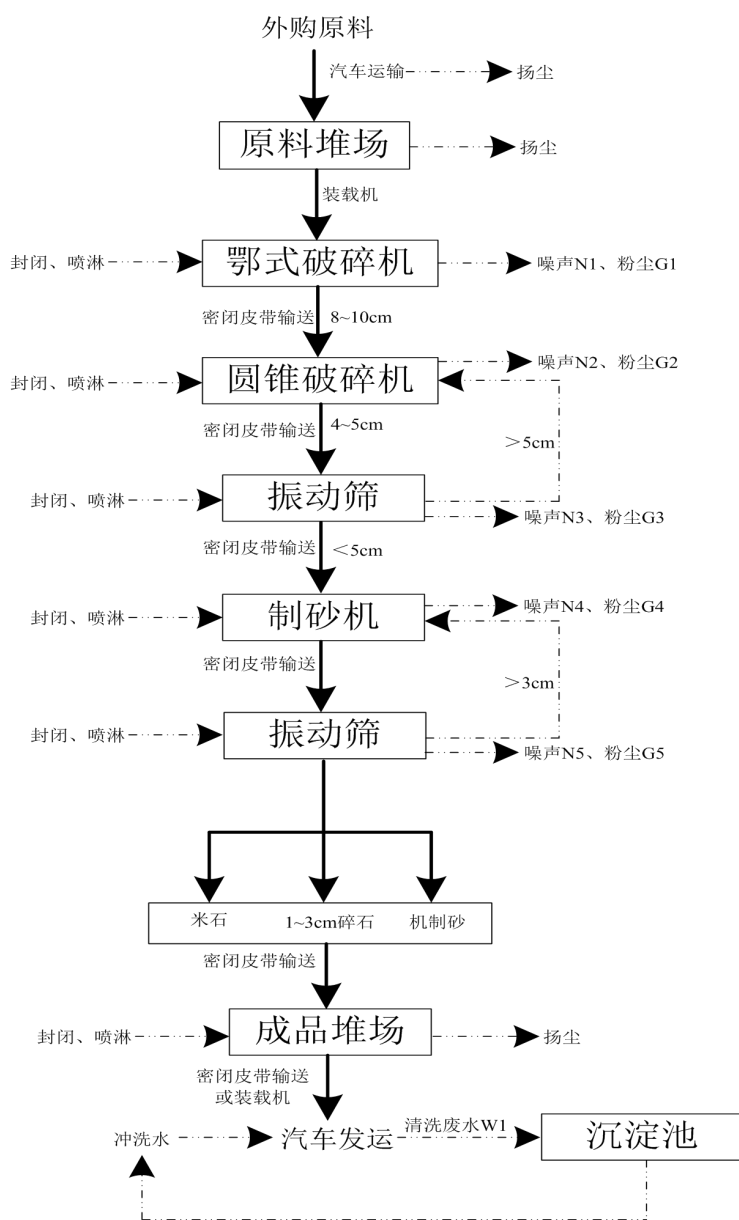 外购原料
汽车运输
扬尘
原料堆场
扬尘
装载机
封闭、喷淋
鄂式破碎机
噪声N1、粉尘G1
密闭皮带输送
8~10cm
噪声N2、粉尘G2
封闭、喷淋
圆锥破碎机
密闭皮带输送
4~5cm
>5cm
封闭、喷淋
振动筛
噪声N3、粉尘G3
密闭皮带输送
<5cm
封闭、喷淋
制砂机
噪声N4、粉尘G4
密闭皮带输送
>3cm
封闭、喷淋
振动筛
噪声N5、粉尘G5
米石
1~3cm碎石
机制砂
密闭皮带输送
封闭、喷淋
成品堆场
扬尘
密闭皮带输送
或装载机
冲洗水
汽车发运
清洗废水W1
沉淀池